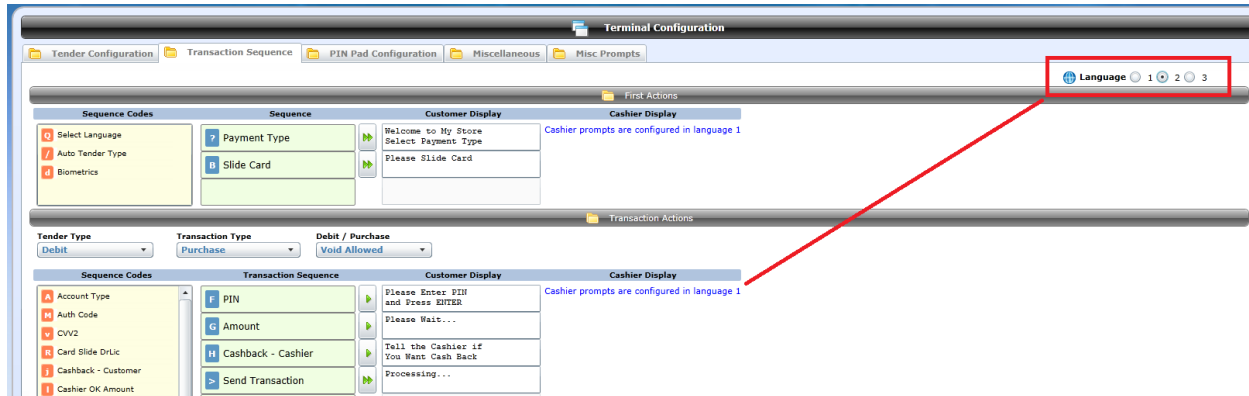 Terminal Configuration
Tender Configuration Transaction Sequence PIN Pad Configuration Miscellaneous Misc Prompts
Language 1 2 3
First Actions
Sequence Codes Sequence Customer Display Cashier Display
Q Select Language
/ Auto Tender Type
d Biometrics
? Payment Type
B Slide Card
Welcome to My Store
Select Payment Type
Please Slide Card
Cashier prompts are configured in language 1
Transaction Actions
Tender Type Transaction Type Debit / Purchase
Debit Purchase Void Allowed
Sequence Codes Transaction Sequence Customer Display Cashier Display
A Account Type
M Auth Code
v CVV2
R Card Slide DrLic
j Cashback - Customer
I Cashier OK Amount
F PIN
G Amount
H Cashback - Cashier
> Send Transaction
Please Enter PIN
and Press ENTER
Please Wait...
Tell the Cashier if
You Want Cash Back
Processing...
Cashier prompts are configured in language 1